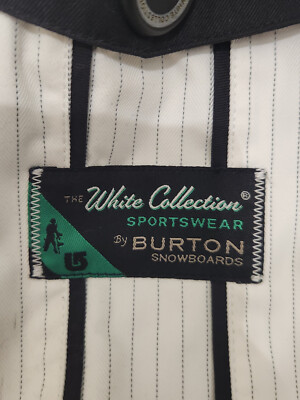 THE White Collection®
SPORTSWEAR
By BURTON
SNOWBOARDS